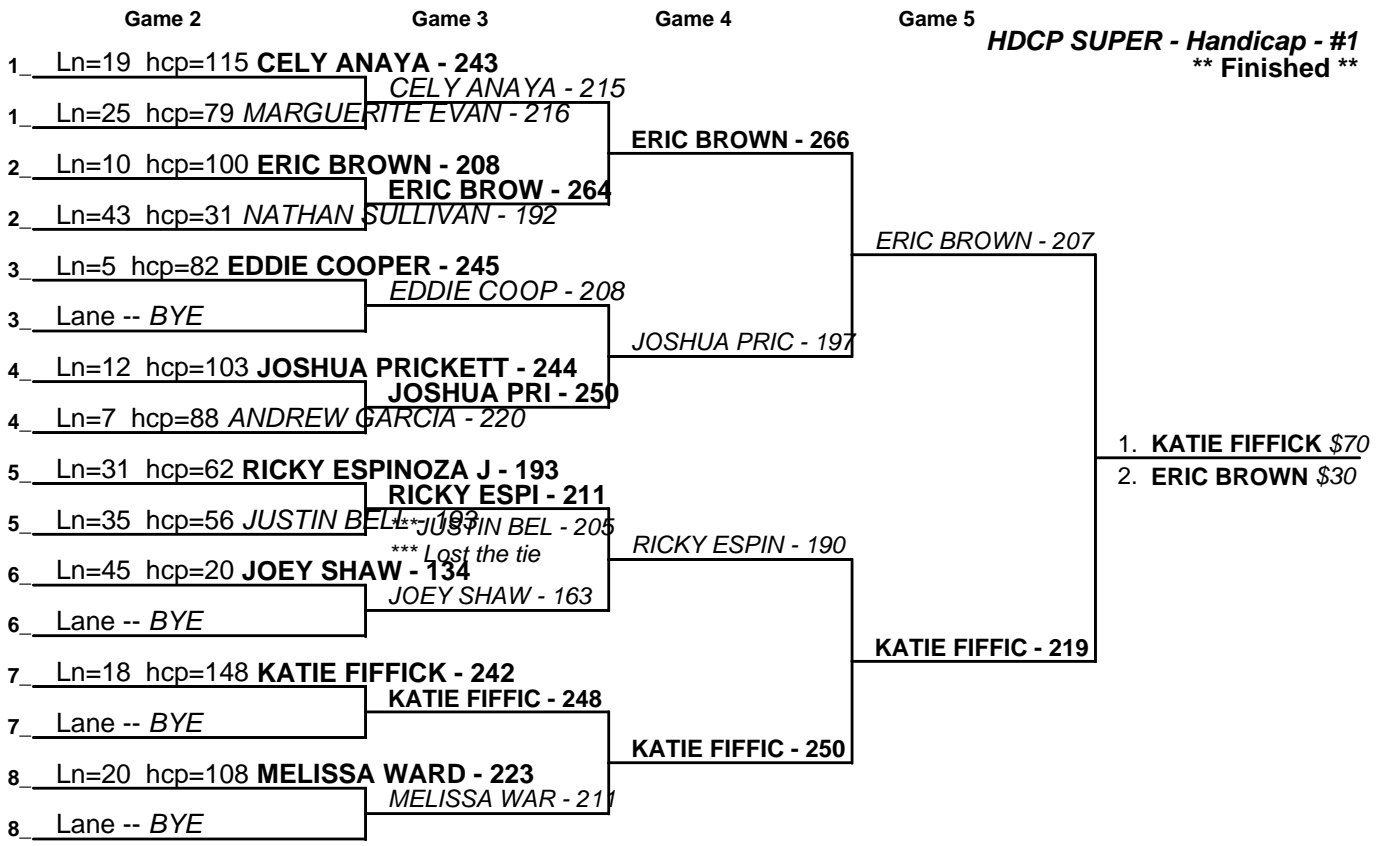 Game 2 Game 3 Game 4 Game 5
HDCP SUPER - Handicap - #1
** Finished **
1_ Ln=19 hcp=115 CELY ANAYA - 243
CELY ANAYA - 215
1_ Ln=25 hcp=79 MARGUERITE EVAN - 216
ERIC BROWN - 266
2_ Ln=10 hcp=100 ERIC BROWN - 208
ERIC BROW - 264
2_ Ln=43 hcp=31 NATHAN SULLIVAN - 192
ERIC BROWN - 207
3_ Ln=5 hcp=82 EDDIE COOPER - 245
EDDIE COOP - 208
3_ Lane -- BYE
JOSHUA PRIC - 197
4_ Ln=12 hcp=103 JOSHUA PRICKETT - 244
JOSHUA PRI - 250
4_ Ln=7 hcp=88 ANDREW GARCIA - 220
1. KATIE FIFFICK $70
5_ Ln=31 hcp=62 RICKY ESPINOZA J - 193
2. ERIC BROWN $30
RICKY ESPI - 211
5_ Ln=35 hcp=56 JUSTIN BELL - 193
***JUSTIN BEL - 205
RICKY ESPIN - 190
*** Lost the tie
6_ Ln=45 hcp=20 JOEY SHAW - 134
JOEY SHAW - 163
6_ Lane -- BYE
KATIE FIFFIC - 219
7_ Ln=18 hcp=148 KATIE FIFFICK - 242
KATIE FIFFIC - 248
7_ Lane -- BYE
KATIE FIFFIC - 250
8_ Ln=20 hcp=108 MELISSA WARD - 223
MELISSA WAR - 211
8_ Lane -- BYE